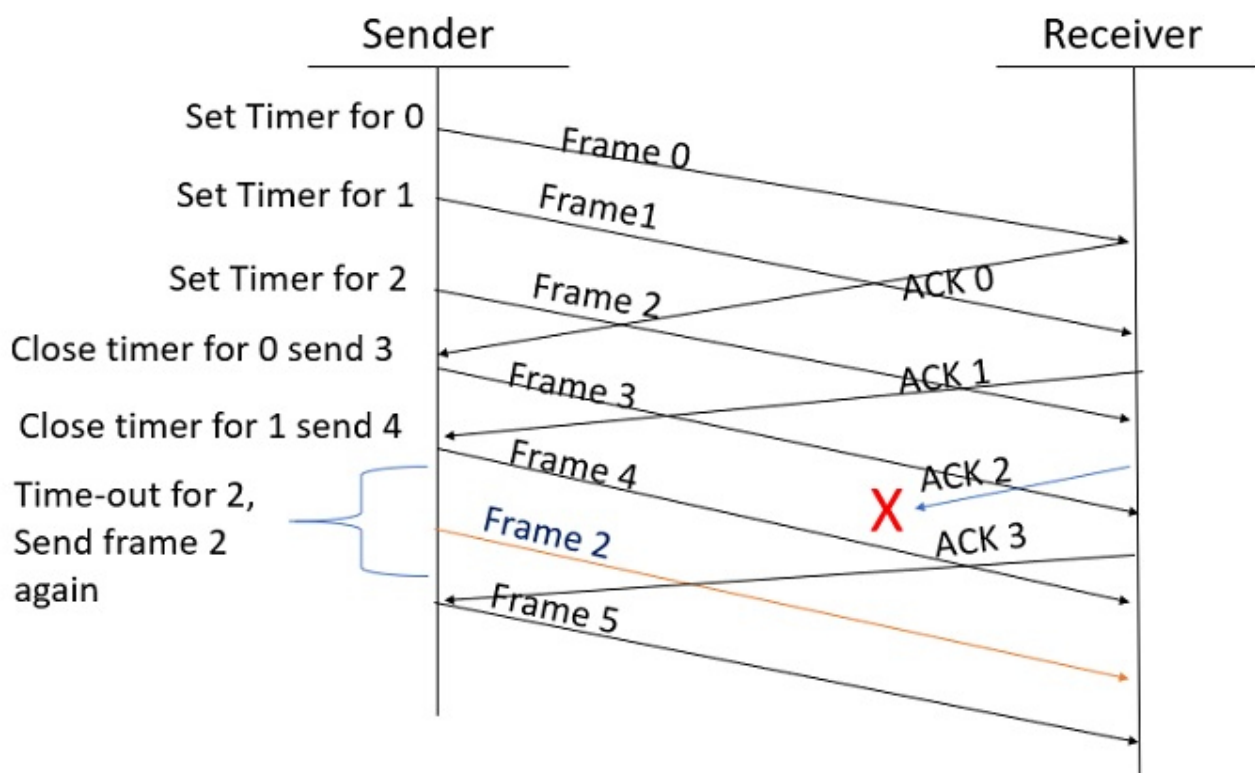 Sender
Receiver
Set Timer for 0
Frame 0
Set Timer for 1
Frame1
ACK 0
Set Timer for 2
Frame 2
Close timer for 0 send 3
Frame 3
ACK 1
Close timer for 1 send 4
Frame 4
ACK 2
X
Time-out for 2,
Send frame 2
again
Frame 2
ACK 3
Frame 5